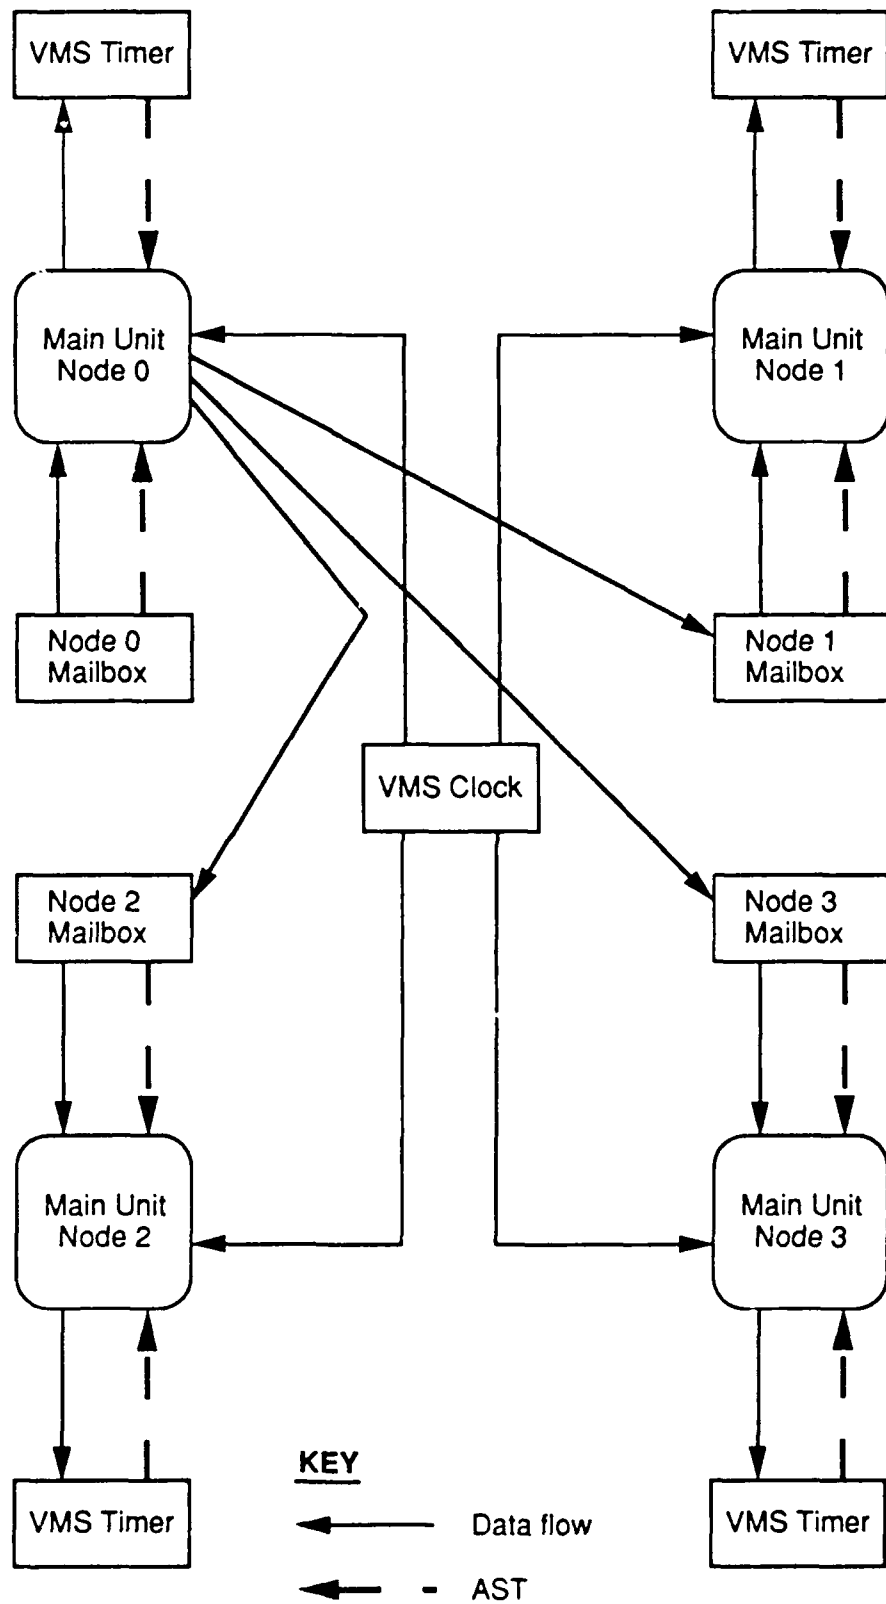 VMS Timer
VMS Timer
Main Unit
Node 0
Main Unit
Node 1
Node 0
Mailbox
Node 1
Mailbox
VMS Clock
Node 2
Mailbox
Node 3
Mailbox
Main Unit
Node 2
Main Unit
Node 3
KEY
VMS Timer
Data flow
VMS Timer
AST